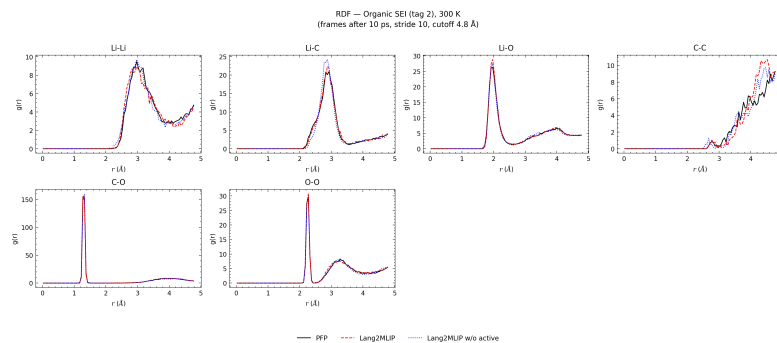 RDF — Organic SEI (tag 2), 300 K
(frames after 10 ps, stride 10, cutoff 4.8 Å)
Li-Li
Li-C
Li-O
C-C
g(r)
10
8
6
4
2
0
0 1 2 3 4 5
r (Å)
g(r)
25
20
15
10
5
0
0 1 2 3 4 5
r (Å)
g(r)
30
25
20
15
10
5
0
0 1 2 3 4 5
r (Å)
g(r)
10
8
6
4
2
0
0 1 2 3 4
r (Å)
C-O
O-O
g(r)
150
100
50
0
0 1 2 3 4 5
r (Å)
g(r)
30
25
20
15
10
5
0
0 1 2 3 4 5
r (Å)
PFP Lang2MLIP Lang2MLIP w/o active